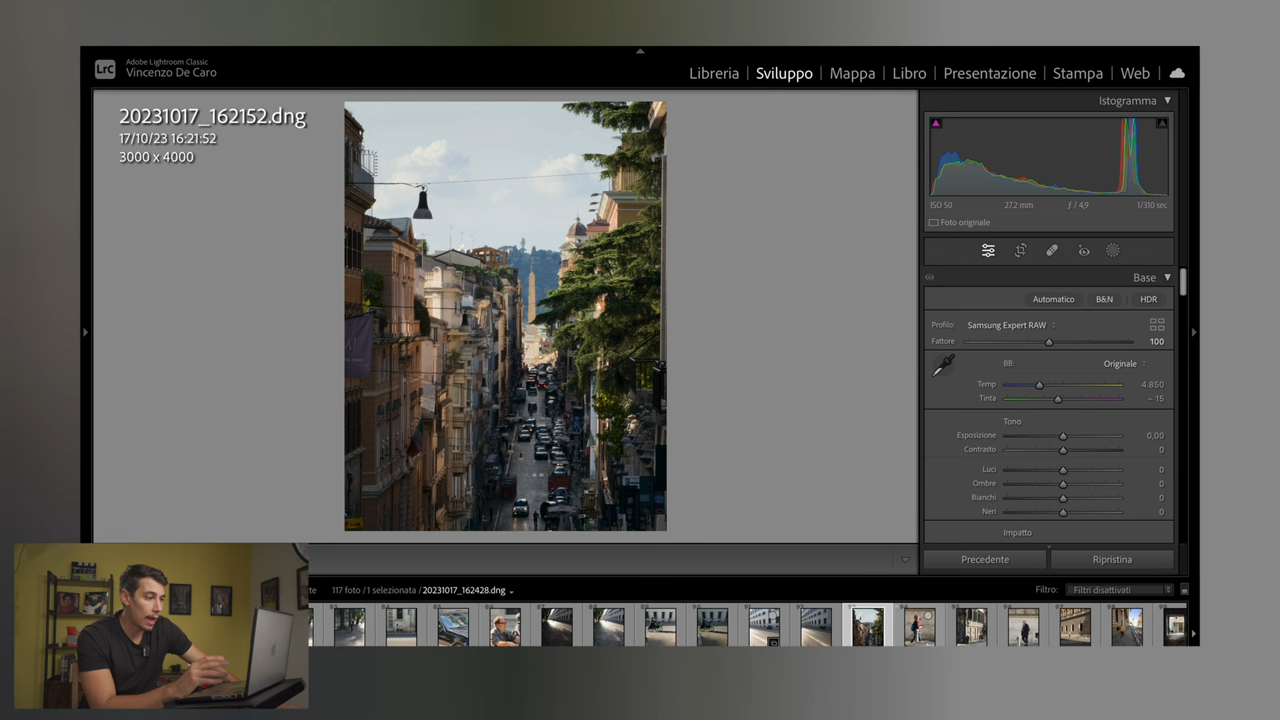 LrC
Adobe Lightroom Classic
Vincenzo De Caro
Libreria | Sviluppo | Mappa | Libro | Presentazione | Stampa | Web
20231017_162152.dng
17/10/23 16:21:52
3000 x 4000
Istogramma
ISO 50 27.2 mm ƒ / 4,9 1/310 sec
Foto originale
Base
Automatico B&N HDR
Profilo: Samsung Expert RAW
Fattore 100
BB: Originale
Temp 4.850
Tinta – 15
Tono
Esposizione 0,00
Contrasto 0
Luci 0
Ombre 0
Bianchi 0
Neri 0
Impatto
Precedente Ripristina
te 117 foto / 1 selezionata / 20231017_162428.dng
Filtro: Filtri disattivati